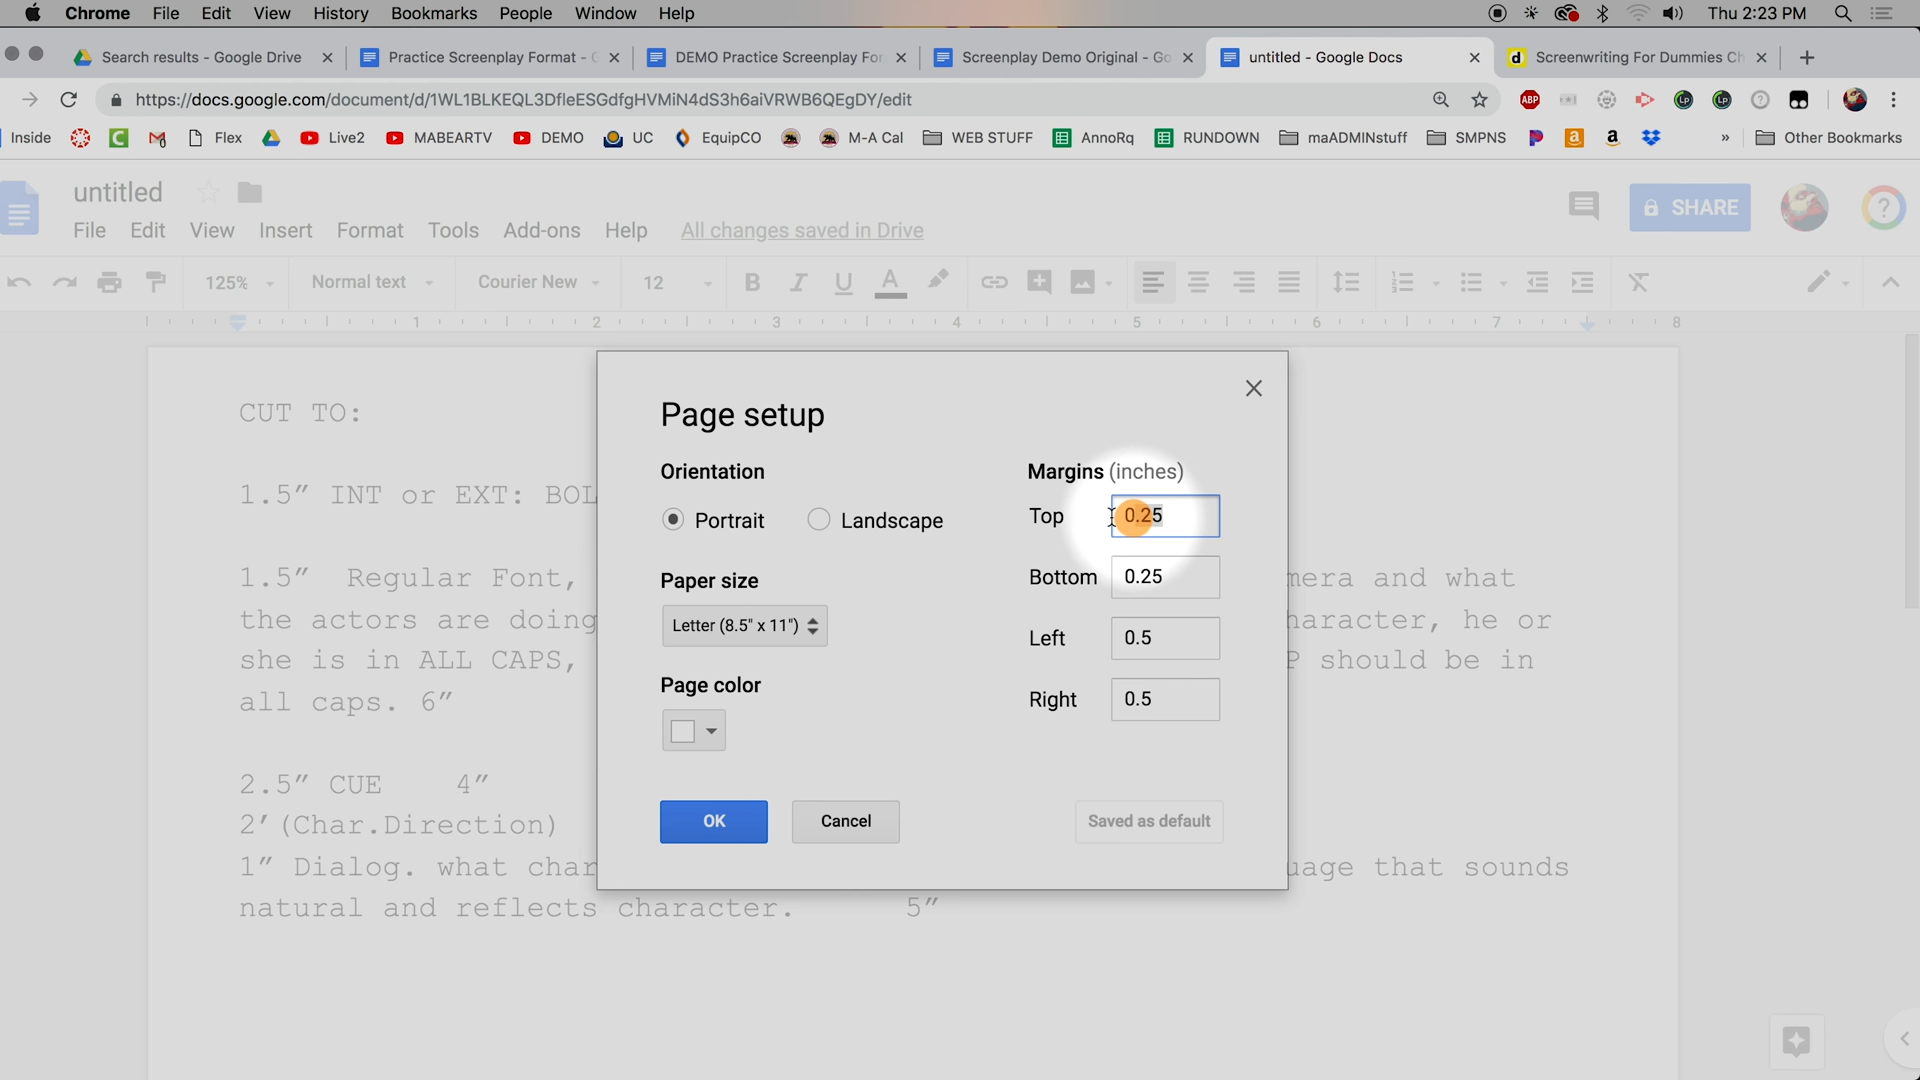 Chrome File Edit View History Bookmarks People Window Help Thu 2:23 PM
Search results - Google Drive Practice Screenplay Format - DEMO Practice Screenplay For Screenplay Demo Original - Go untitled - Google Docs Screenwriting For Dummies Ch
https://docs.google.com/document/d/1WL1BLKEQL3DfleESGdfgHVMiN4dS3h6aiVRWB6QEgDY/edit
Inside Flex Live2 MABEARTV DEMO UC EquipCO M-A Cal WEB STUFF AnnoRq RUNDOWN maADMINstuff SMPNS » Other Bookmarks
untitled
SHARE
File Edit View Insert Format Tools Add-ons Help All changes saved in Drive
125% Normal text Courier New 12
1 2 3 4 5 6 7 8
Page setup
Orientation
Portrait Landscape
Paper size
Letter (8.5" x 11")
Page color
Margins (inches)
Top 0.25
Bottom 0.25
Left 0.5
Right 0.5
OK Cancel Saved as default
CUT TO:
1.5” INT or EXT: BOL
1.5” Regular Font, mera and what
the actors are doing haracter, he or
she is in ALL CAPS, P should be in
all caps. 6”
2.5” CUE 4”
2’(Char.Direction)
1” Dialog. what char uage that sounds
natural and reflects character. 5”